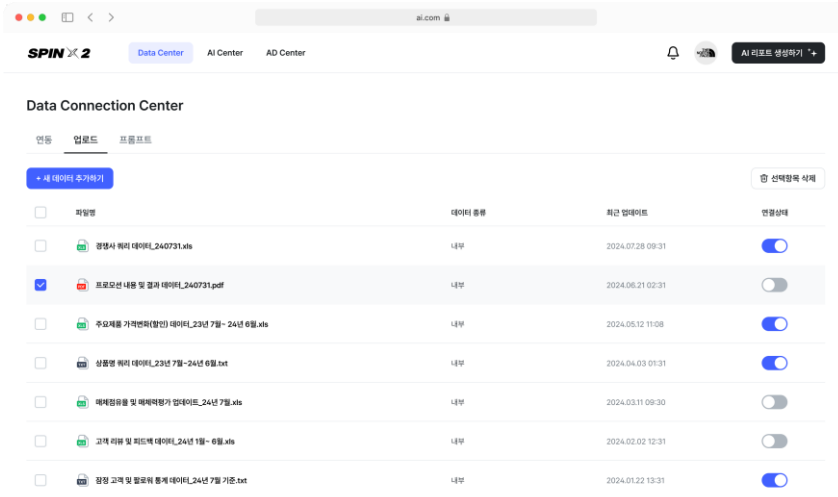 ai.com
SPIN X 2
Data Center
AI Center
AD Center
AI 리포트 생성하기
Data Connection Center
연동
업로드
프롬프트
+ 새 데이터 추가하기
선택항목 삭제
파일명
데이터 종류
최근 업데이트
연결상태
경쟁사 쿼리 데이터_240731.xls
내부
2024.07.28 09:31
프로모션 내용 및 결과 데이터_240731.pdf
내부
2024.06.21 02:31
주요제품 가격변화(할인) 데이터_23년 7월~ 24년 6월.xls
내부
2024.05.12 11:08
상품명 쿼리 데이터_23년 7월~24년 6월.txt
내부
2024.04.03 01:31
매체점유율 및 매체력평가 업데이트_24년 7월.xls
내부
2024.03.11 09:30
고객 리뷰 및 피드백 데이터_24년 1월~ 6월.xls
내부
2024.02.02 12:31
잠정 고객 및 팔로워 통계 데이터_24년 7월 기준.txt
내부
2024.01.22 13:31